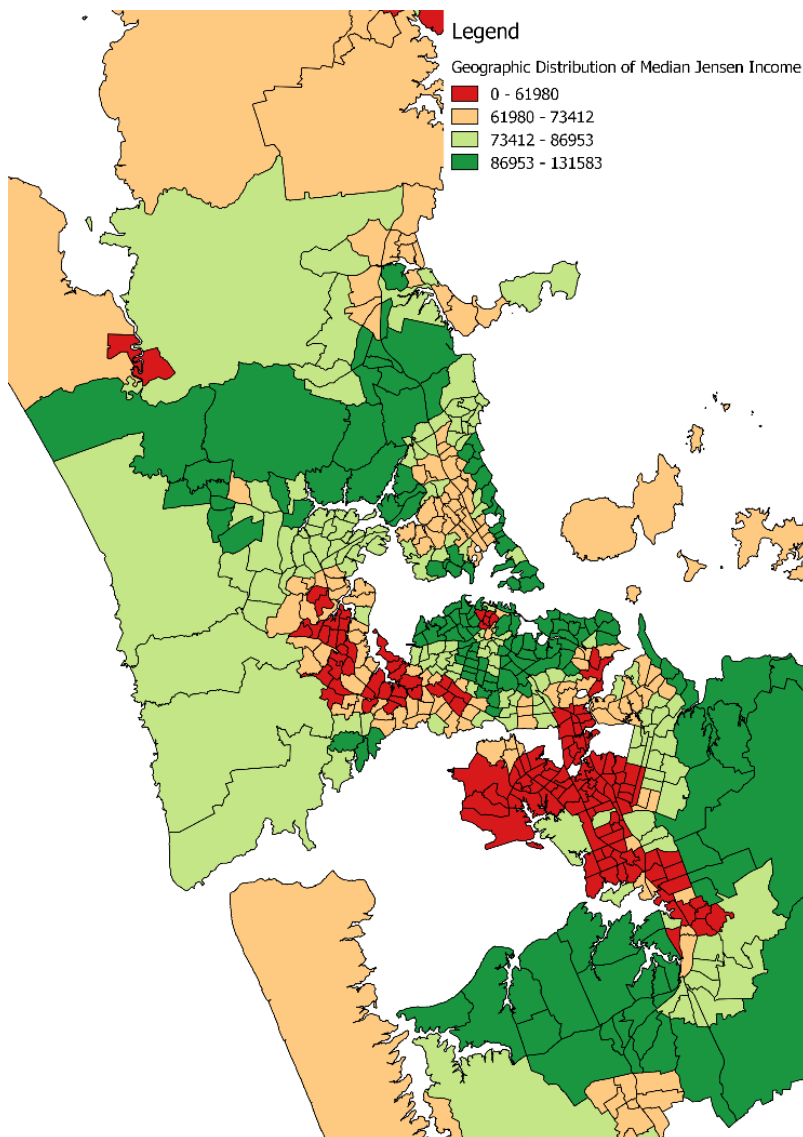 Legend
Geographic Distribution of Median Jensen Income
0 - 61980
61980 - 73412
73412 - 86953
86953 - 131583